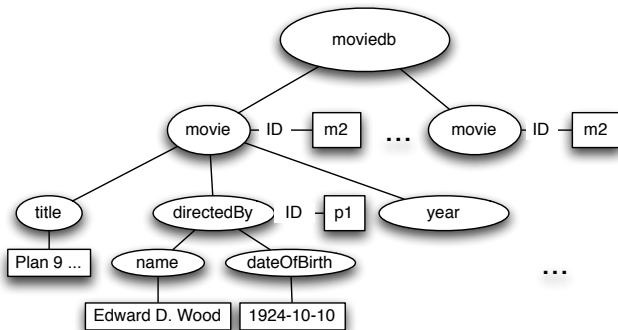 moviedb
movie ID m2 ... movie ID m2
title directedBy ID p1 year
Plan 9 ... name dateOfBirth ...
Edward D. Wood 1924-10-10